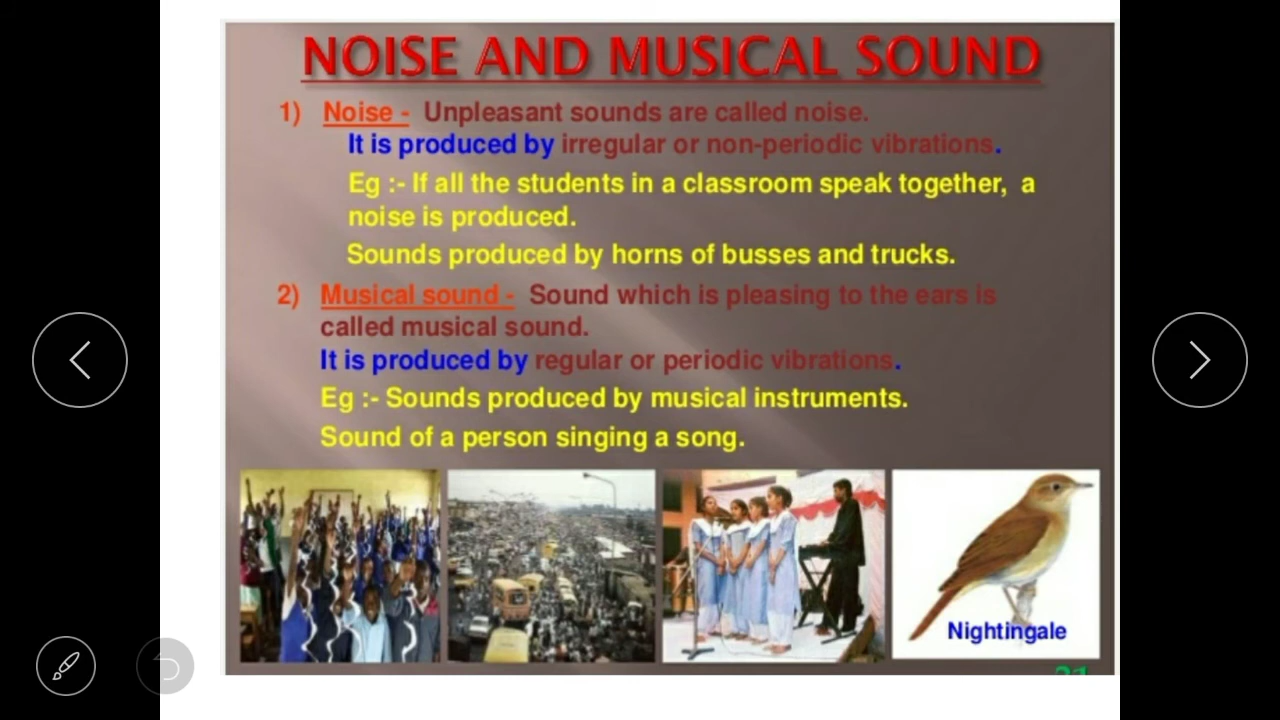 NOISE AND MUSICAL SOUND
1) Noise - Unpleasant sounds are called noise.
It is produced by irregular or non-periodic vibrations.
Eg :- If all the students in a classroom speak together, a
noise is produced.
Sounds produced by horns of busses and trucks.
2) Musical sound - Sound which is pleasing to the ears is
called musical sound.
It is produced by regular or periodic vibrations.
Eg :- Sounds produced by musical instruments.
Sound of a person singing a song.
Nightingale